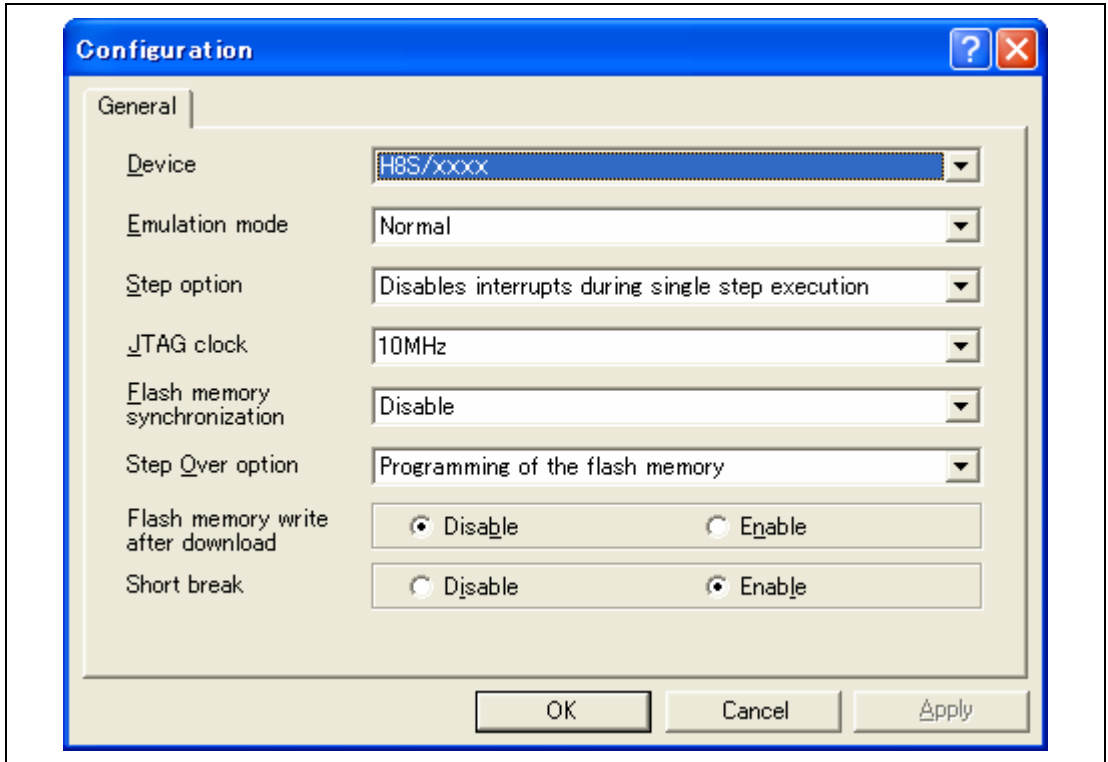 Configuration
General
Device H8S/xxxx
Emulation mode Normal
Step option Disables interrupts during single step execution
JTAG clock 10MHz
Flash memory
synchronization Disable
Step Over option Programming of the flash memory
Flash memory write
after download Disable Enable
Short break Disable Enable
OK Cancel Apply